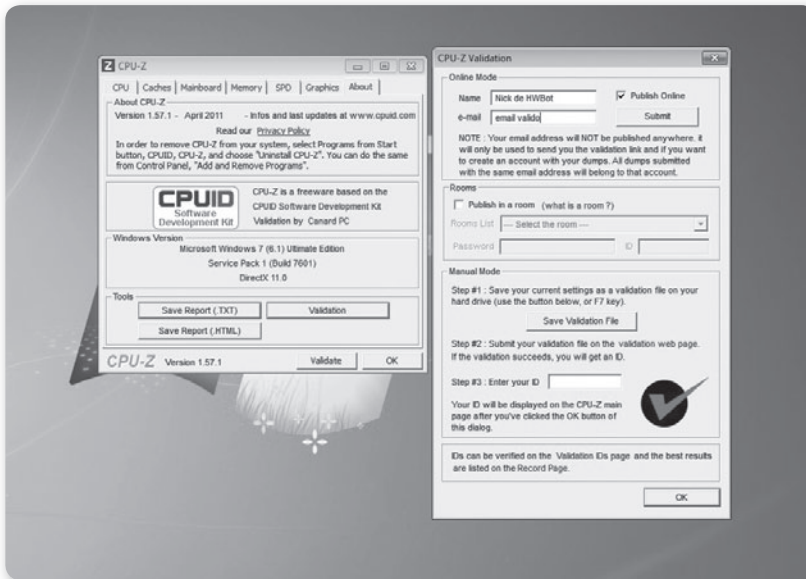 CPU-Z
CPU | Caches | Mainboard | Memory | SPD | Graphics | About
About CPU-Z
Version 1.57.1 - April 2011 - Infos and last updates at www.cpuid.com
Read our Privacy Policy
In order to remove CPU-Z from your system, select Programs from Start
button, CPUID, CPU-Z, and choose "Uninstall CPU-Z". You can do the same
from Control Panel, "Add and Remove Programs".
CPUID
Software
Development Kit
CPU-Z is a freeware based on the
CPUID Software Development Kit
Validation by Canard PC
Windows Version
Microsoft Windows 7 (6.1) Ultimate Edition
Service Pack 1 (Build 7601)
DirectX 11.0
Tools
Save Report (.TXT)
Validation
Save Report (.HTML)
CPU-Z Version 1.57.1
Validate
OK
CPU-Z Validation
Online Mode
Name Nick de HWBot
Publish Online
e-mail email valido
Submit
NOTE : Your email address will NOT be published anywhere. it
will only be used to send you the validation link and if you want
to create an account with your dumps. All dumps submitted
with the same email address will belong to that account.
Rooms
Publish in a room (what is a room ?)
Rooms List --- Select the room ---
Password
ID
Manual Mode
Step #1 : Save your current settings as a validation file on your
hard drive (use the button below, or F7 key).
Save Validation File
Step #2 : Submit your validation file on the validation web page.
If the validation succeeds, you will get an ID.
Step #3 : Enter your ID
Your ID will be displayed on the CPU-Z main
page after you've clicked the OK button of
this dialog.
IDs can be verified on the Validation IDs page and the best results
are listed on the Record Page.
OK